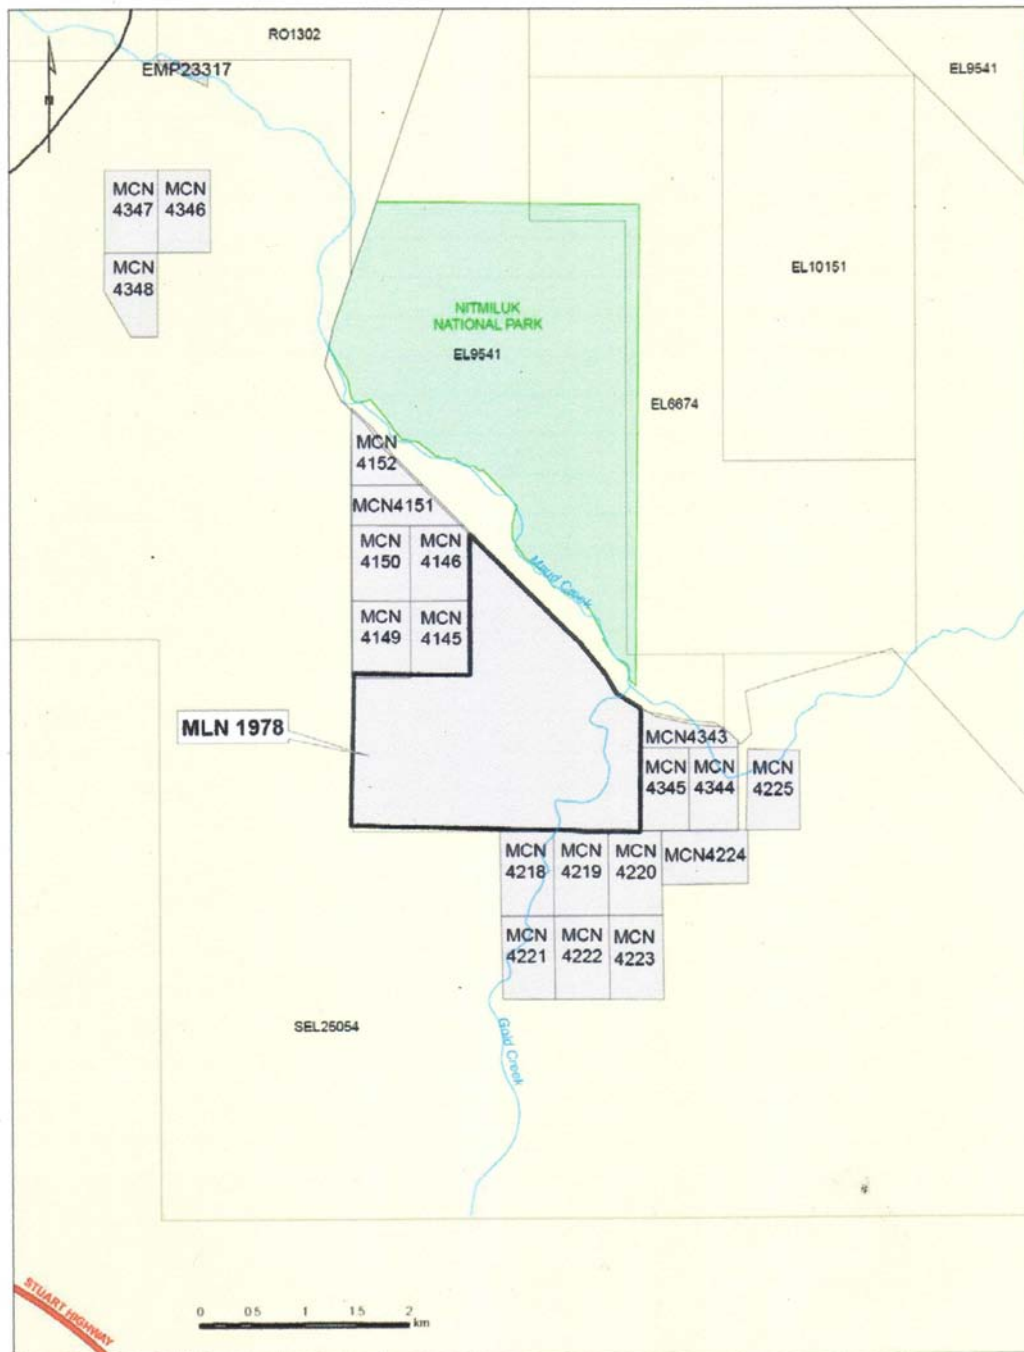 RO1302
EMP23317
EL9541
N
MCN
4347
MCN
4346
MCN
4348
EL10151
NITMILUK
NATIONAL PARK
EL9541
EL6674
MCN
4152
MCN4151
MCN
4150
MCN
4146
MCN
4149
MCN
4145
Maud Creek
MLN 1978
MCN4343
MCN
4345
MCN
4344
MCN
4225
MCN
4218
MCN
4219
MCN
4220
MCN4224
MCN
4221
MCN
4222
MCN
4223
SEL25054
Gold Creek
STUART HIGHWAY
0 0.5 1 1.5 2
km